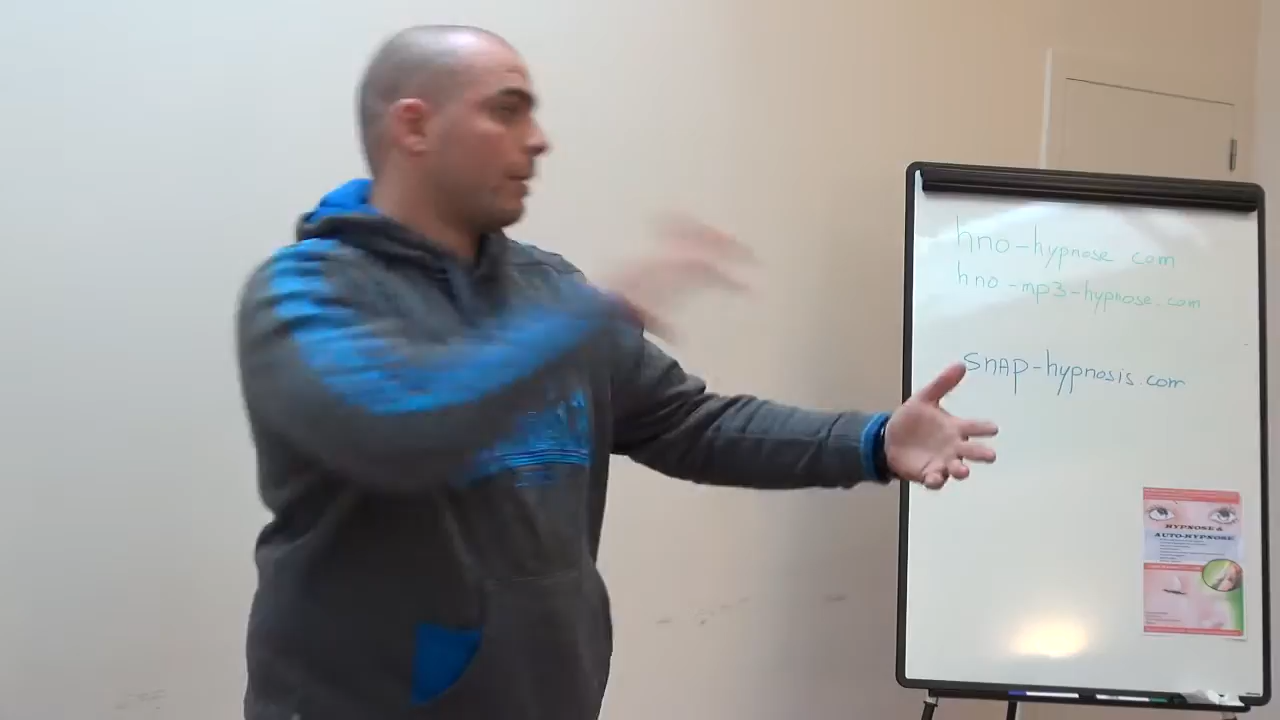 hno-hypnose com
hno-mp3-hypnose.com
snap-hypnosis.com
HYPNOSE &
AUTO-HYPNOSE